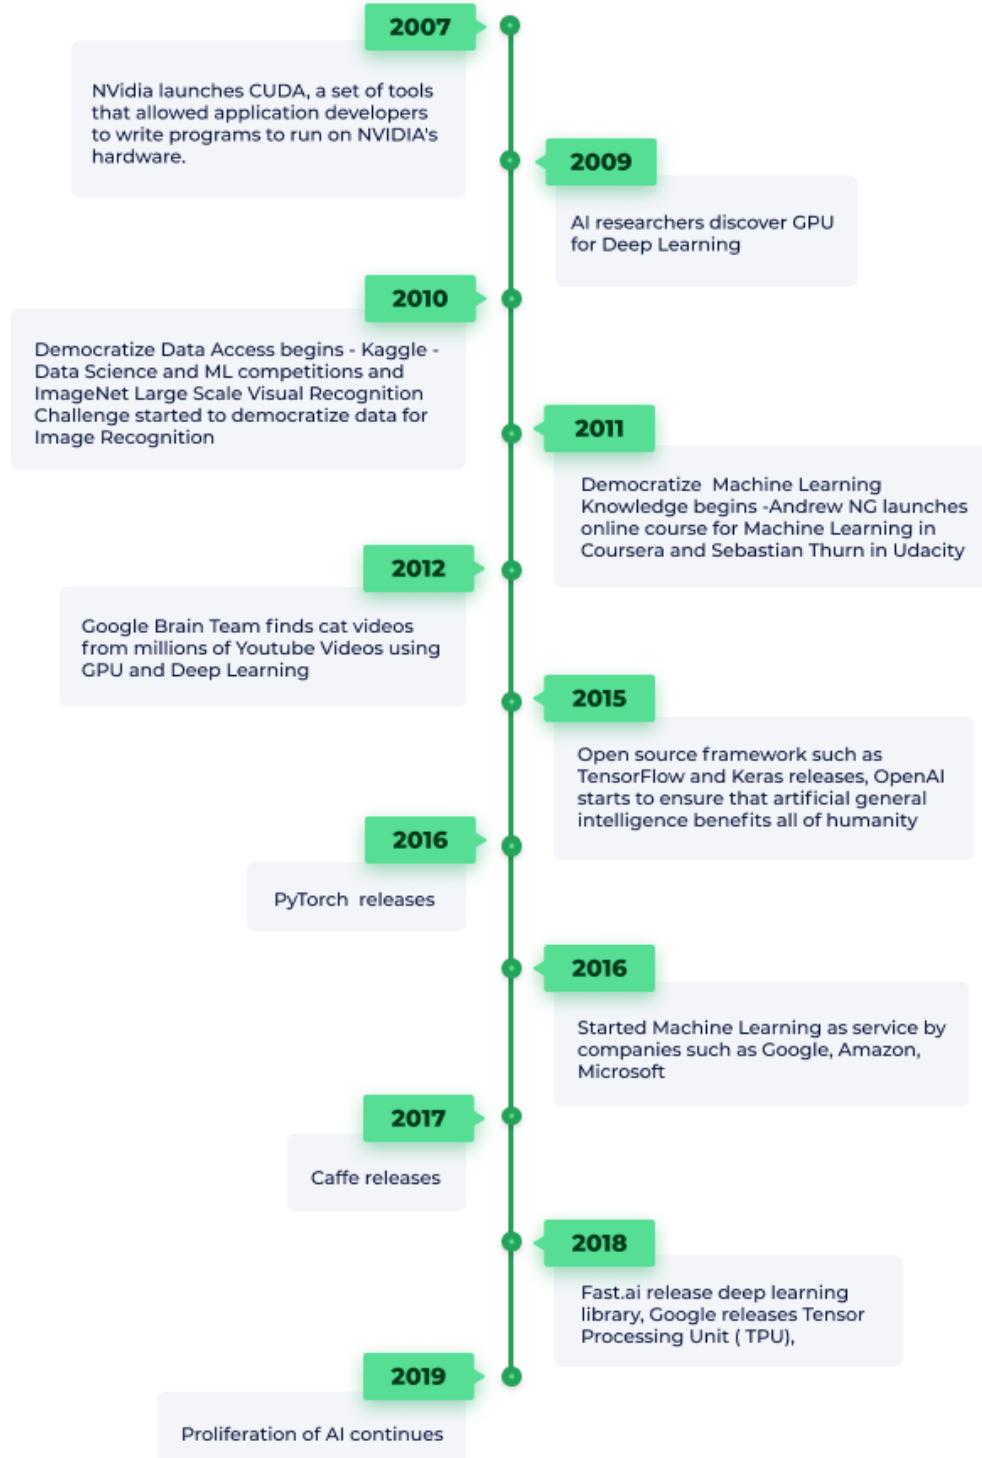 2007
NVidia launches CUDA, a set of tools
that allowed application developers
to write programs to run on NVIDIA's
hardware.
2009
AI researchers discover GPU
for Deep Learning
2010
Democratize Data Access begins - Kaggle -
Data Science and ML competitions and
ImageNet Large Scale Visual Recognition
Challenge started to democratize data for
Image Recognition
2011
Democratize  Machine Learning
Knowledge begins -Andrew NG launches
online course for Machine Learning in
Coursera and Sebastian Thurn in Udacity
2012
Google Brain Team finds cat videos
from millions of Youtube Videos using
GPU and Deep Learning
2015
Open source framework such as
TensorFlow and Keras releases, OpenAI
starts to ensure that artificial general
intelligence benefits all of humanity
2016
PyTorch  releases
2016
Started Machine Learning as service by
companies such as Google, Amazon,
Microsoft
2017
Caffe releases
2018
Fast.ai release deep learning
library, Google releases Tensor
Processing Unit ( TPU),
2019
Proliferation of AI continues